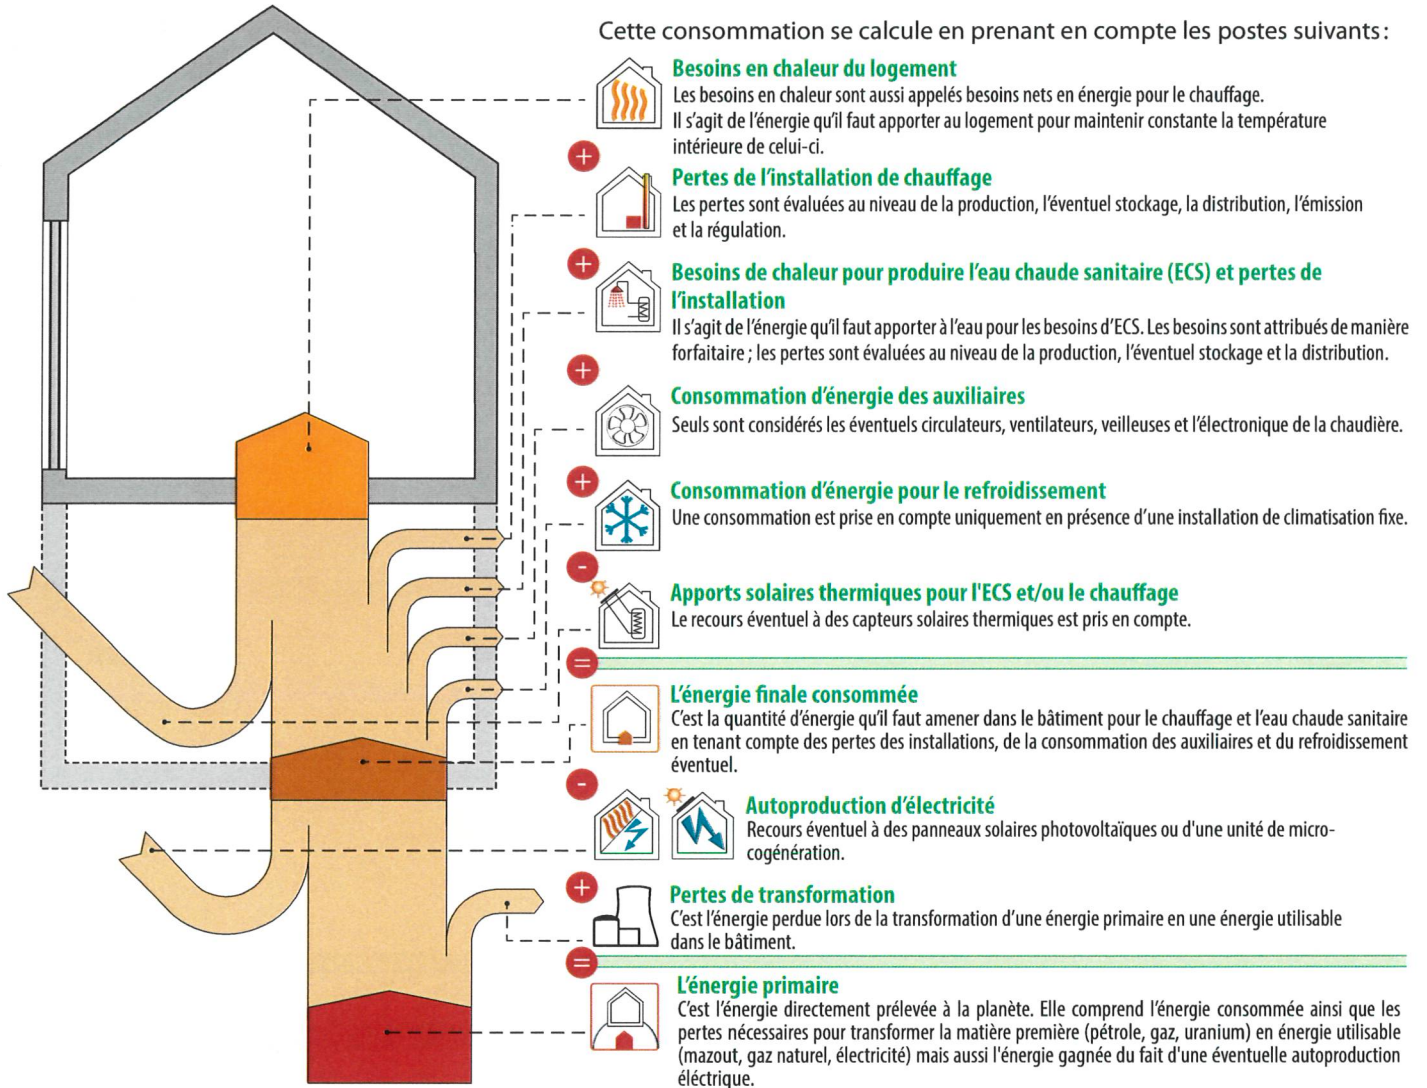 Cette consommation se calcule en prenant en compte les postes suivants :
Besoins en chaleur du logement
Les besoins en chaleur sont aussi appelés besoins nets en énergie pour le chauffage.
Il s'agit de l'énergie qu'il faut apporter au logement pour maintenir constante la température
intérieure de celui-ci.
+
Pertes de l'installation de chauffage
Les pertes sont évaluées au niveau de la production, l'éventuel stockage, la distribution, l'émission
et la régulation.
+
Besoins de chaleur pour produire l'eau chaude sanitaire (ECS) et pertes de
l'installation
Il s'agit de l'énergie qu'il faut apporter à l'eau pour les besoins d'ECS. Les besoins sont attribués de manière
forfaitaire ; les pertes sont évaluées au niveau de la production, l'éventuel stockage et la distribution.
+
Consommation d'énergie des auxiliaires
Seuls sont considérés les éventuels circulateurs, ventilateurs, veilleuses et l'électronique de la chaudière.
+
Consommation d'énergie pour le refroidissement
Une consommation est prise en compte uniquement en présence d'une installation de climatisation fixe.
-
Apports solaires thermiques pour l'ECS et/ou le chauffage
Le recours éventuel à des capteurs solaires thermiques est pris en compte.
=
L'énergie finale consommée
C'est la quantité d'énergie qu'il faut amener dans le bâtiment pour le chauffage et l'eau chaude sanitaire
en tenant compte des pertes des installations, de la consommation des auxiliaires et du refroidissement
éventuel.
-
Autoproduction d'électricité
Recours éventuel à des panneaux solaires photovoltaïques ou d'une unité de micro-
cogénération.
+
Pertes de transformation
C'est l'énergie perdue lors de la transformation d'une énergie primaire en une énergie utilisable
dans le bâtiment.
=
L'énergie primaire
C'est l'énergie directement prélevée à la planète. Elle comprend l'énergie consommée ainsi que les
pertes nécessaires pour transformer la matière première (pétrole, gaz, uranium) en énergie utilisable
(mazout, gaz naturel, électricité) mais aussi l'énergie gagnée du fait d'une éventuelle autoproduction
électrique.